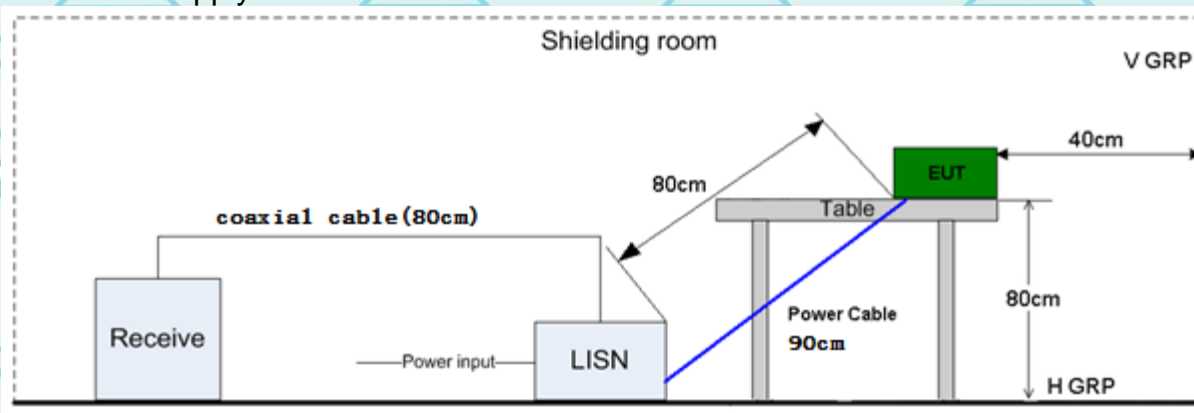 pply
Shielding room
V GRP
40cm
EUT
80cm
Table
coaxial cable(80cm)
80cm
Power Cable
90cm
Receive
Power input
LISN
H GRP